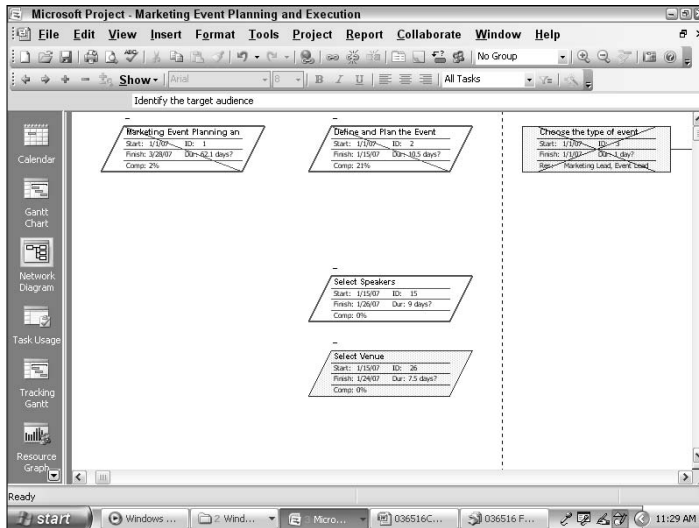 Microsoft Project - Marketing Event Planning and Execution
File Edit View Insert Format Tools Project Report Collaborate Window Help
No Group
Show Arial 8 B I U All Tasks
Identify the target audience
Calendar
Gantt
Chart
Network
Diagram
Task Usage
Tracking
Gantt
Resource
Graph
Marketing Event Planning an
Start: 1/1/07 ID: 1
Finish: 3/28/07 Dur: 62.1 days?
Comp: 2%
Define and Plan the Event
Start: 1/1/07 ID: 2
Finish: 1/15/07 Dur: 10.5 days?
Comp: 21%
Choose the type of event
Start: 1/1/07 ID: 3
Finish: 1/1/07 Dur: 1 day?
Res: Marketing Lead, Event Lead
Select Speakers
Start: 1/15/07 ID: 15
Finish: 1/26/07 Dur: 9 days?
Comp: 0%
Select Venue
Start: 1/15/07 ID: 26
Finish: 1/24/07 Dur: 7.5 days?
Comp: 0%
Ready
start Windows ... 2 Wind... Micro... 036516C... 036516 F... 11:29 AM